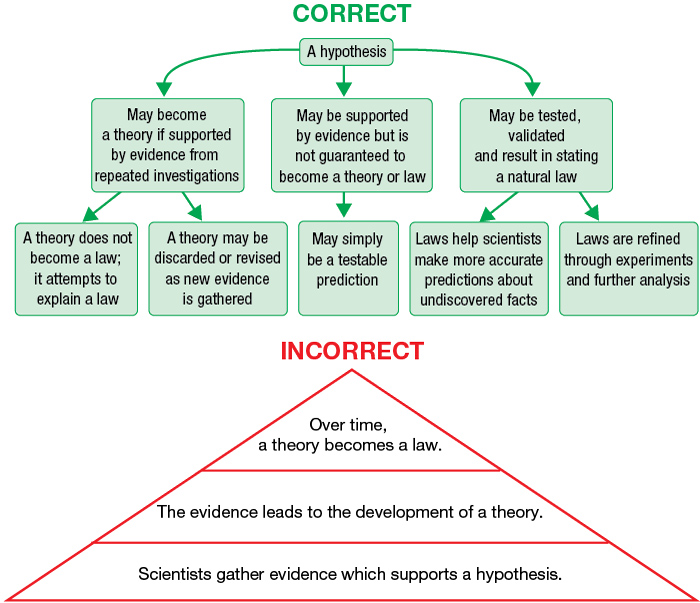 CORRECT
A hypothesis
May become
a theory if supported
by evidence from
repeated investigations
May be supported
by evidence but is
not guaranteed to
become a theory or law
May be tested,
validated
and result in stating
a natural law
A theory does not
become a law;
it attempts to
explain a law
A theory may be
discarded or revised
as new evidence
is gathered
May simply
be a testable
prediction
Laws help scientists
make more accurate
predictions about
undiscovered facts
Laws are refined
through experiments
and further analysis
INCORRECT
Over time,
a theory becomes a law.
The evidence leads to the development of a theory.
Scientists gather evidence which supports a hypothesis.